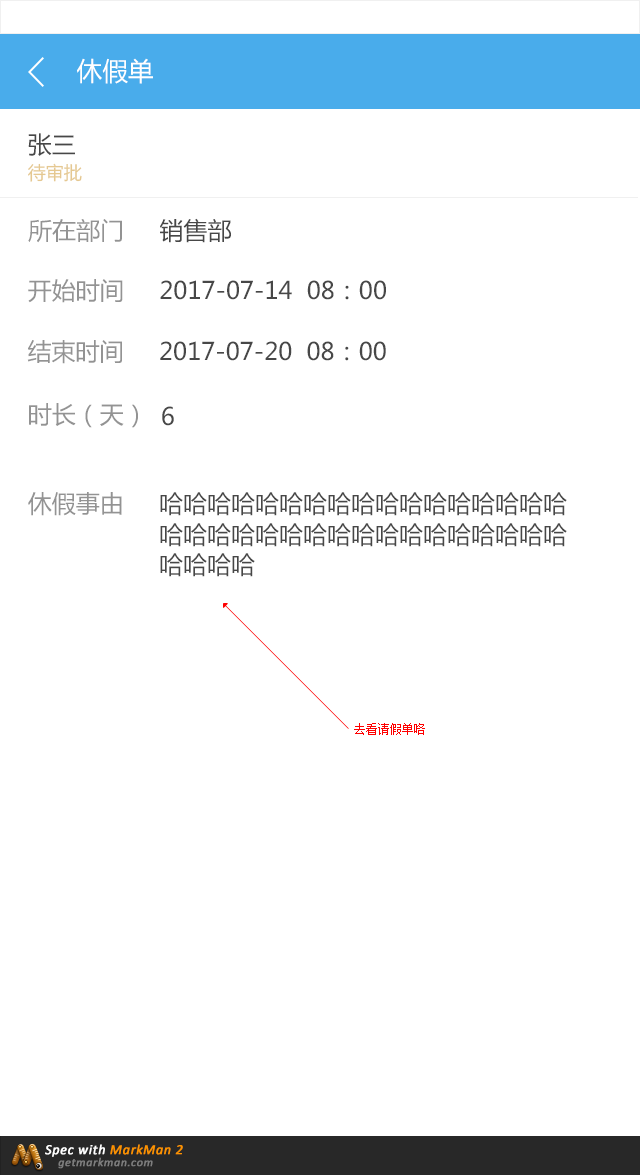 休假单
张三
待审批
所在部门 销售部
开始时间 2017-07-14 08：00
结束时间 2017-07-20 08：00
时长（天） 6
休假事由 哈哈哈哈哈哈哈哈哈哈哈哈哈哈哈哈哈
哈哈哈哈哈哈哈哈哈哈哈哈哈哈哈哈哈
哈哈哈哈
去看请假单咯
Spec with MarkMan 2
getmarkman.com